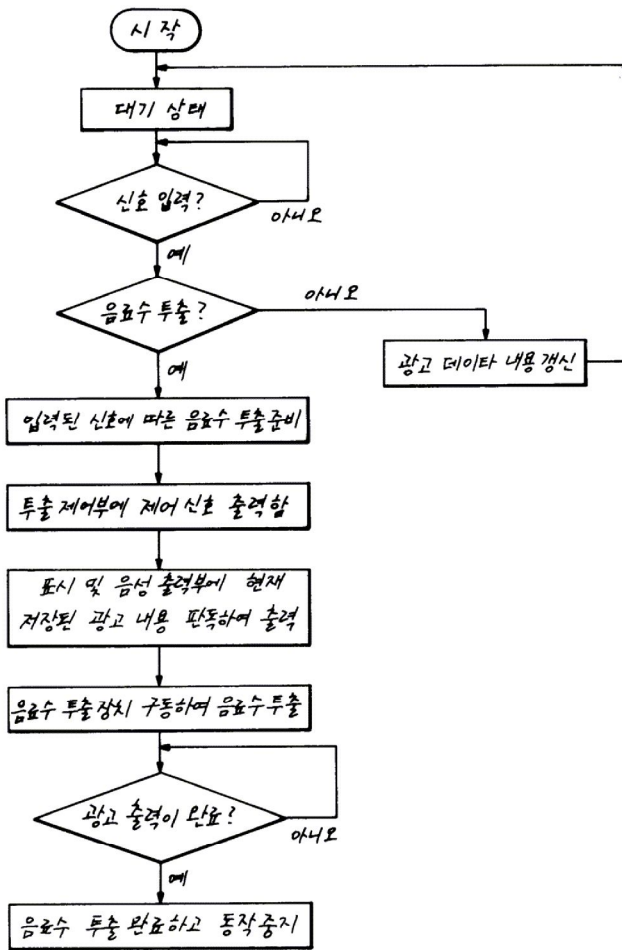 시 작
대기 상태
신호 입력?
아니오
예
음료수 투출?
아니오
예
광고 데이타 내용갱신
입력된 신호에 따른 음료수 투출준비
투출 제어부에 제어 신호 출력함
표시 및 음성 출력부에 현재
저장된 광고 내용 판독하여 출력
음료수 투출장치 구동하여 음료수투출
광고 출력이 완료?
아니오
예
음료수 투출 완료하고 동작중지